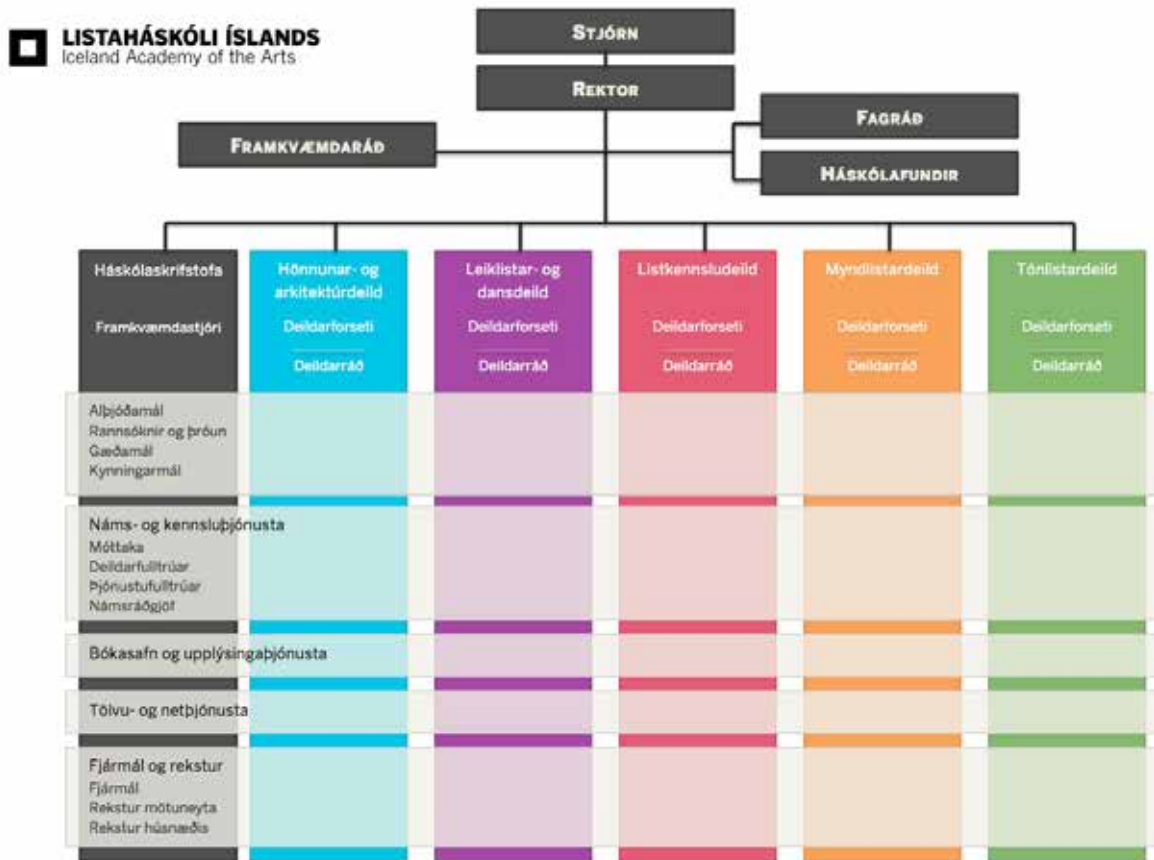 LISTAHÁSKÓLI ÍSLANDS
Iceland Academy of the Arts
STJÓRN
REKTOR
FRAMKVÆMDARÁÐ
FAGRÁÐ
HÁSKÓLAFUNDIR
Háskólaskrifstofa
Framkvæmdastjóri
Hönnunar- og
arkitektúrdeild
Deildarforseti
Deildarráð
Leiklistar- og
dansdeild
Deildarforseti
Deildarráð
Listkennsludeild
Deildarforseti
Deildarráð
Myndlistardeild
Deildarforseti
Deildarráð
Tónlistardeild
Deildarforseti
Deildarráð
Alþjóðamál
Rannsóknir og þróun
Gæðamál
Kynningarmál
Náms- og kennsluþjónusta
Móttaka
Deildarfulltrúar
Þjónustufulltrúar
Námsráðgjöf
Bókasafn og upplýsingaþjónusta
Tölvu- og netþjónusta
Fjármál og rekstur
Fjármál
Rekstur mötuneyta
Rekstur húsnæðis